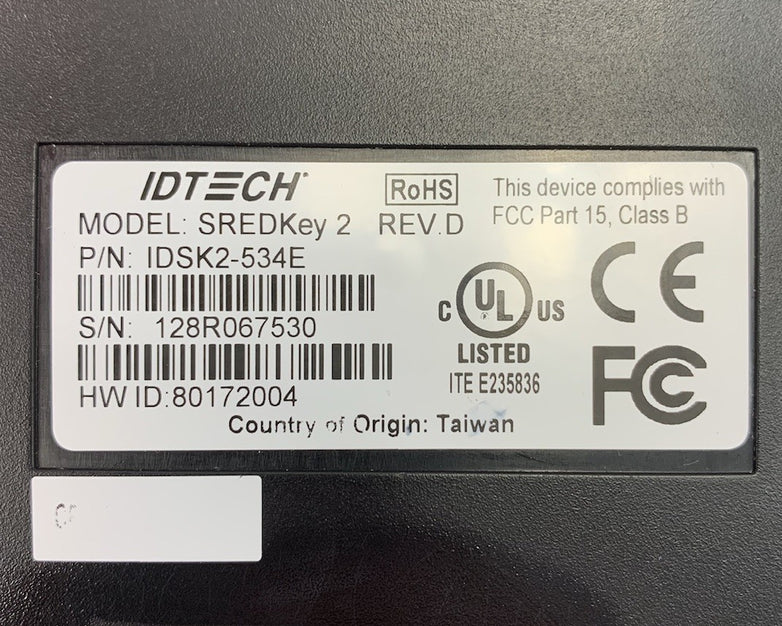 IDTECH
RoHS
This device complies with
FCC Part 15, Class B
MODEL: SREDKey 2 REV.D
P/N: IDSK2-534E
S/N: 128R067530
HW ID:80172004
C UL US
LISTED
ITE E235836
CE
FC
Country of Origin: Taiwan